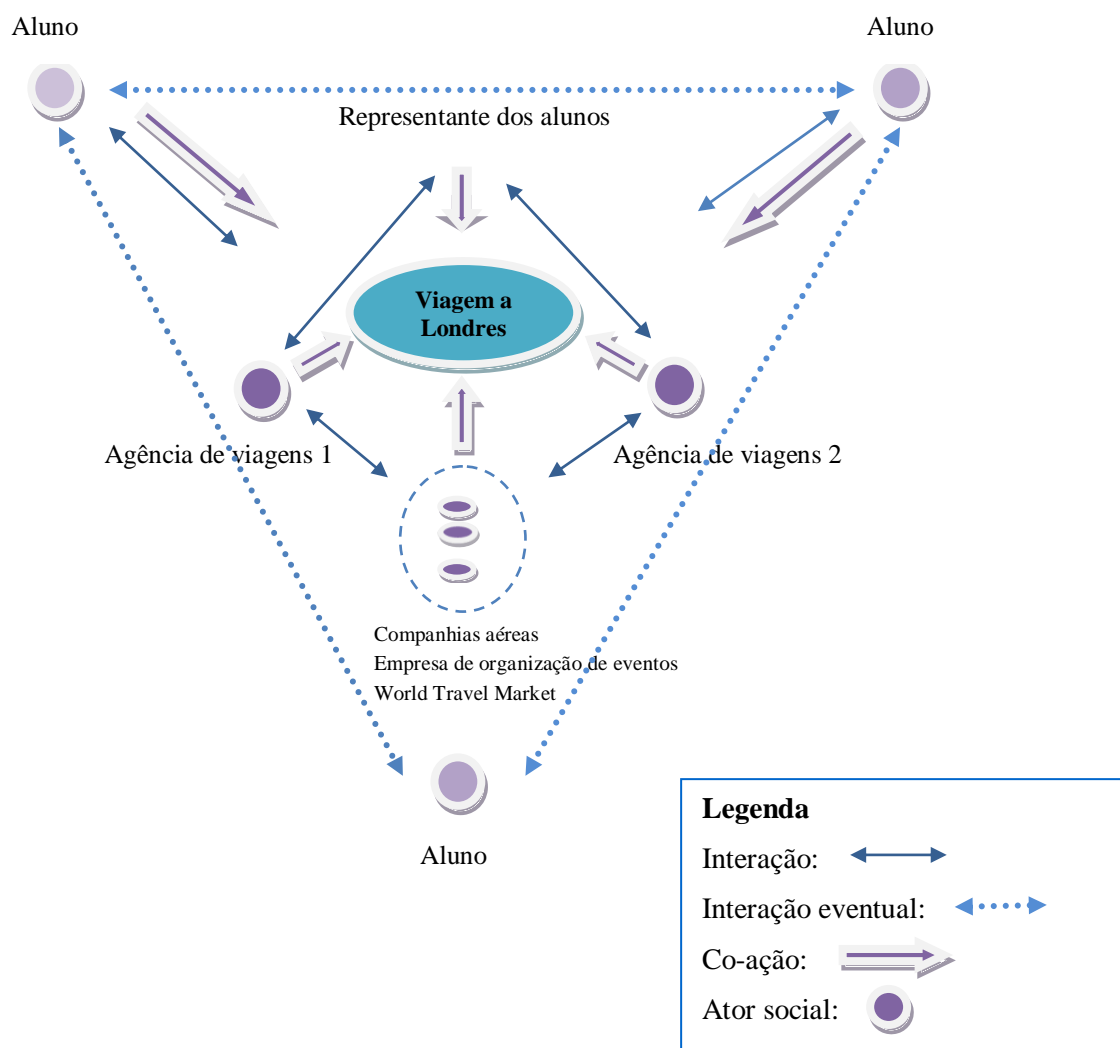 Aluno
Aluno
Representante dos alunos
Viagem a
Londres
Agência de viagens 1
Agência de viagens 2
Companhias aéreas
Empresa de organização de eventos
World Travel Market
Aluno
Legenda
Interação:
Interação eventual:
Co-ação:
Ator social: